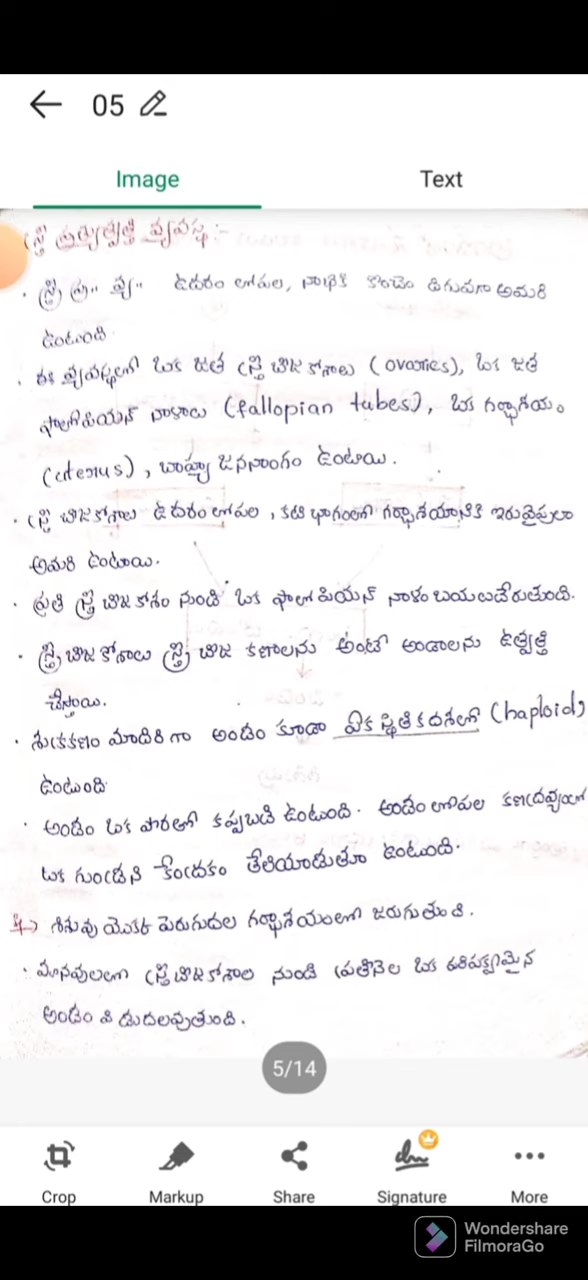 05
Image Text
స్త్రీ ప్రత్యుత్పత్తి వ్యవస్థ :-
· స్త్రీ ప్ర'' వ్య'' ఉదరం లోపల, నాభికి కొంచెం దిగువగా అమరి
ఉంటుంది.
· ఈ వ్యవస్థలో ఒక జత స్త్రీ బీజకోశాలు (ovaries), ఒక జత
ఫాలోపియన్ నాళాలు (fallopian tubes), ఒక గర్భాశయం
(uterus), బాహ్య జననాంగం ఉంటాయి.
· స్త్రీ బీజకోశాలు ఉదరం లోపల, కటి భాగంలో గర్భాశయానికి ఇరువైపులా
అమరి ఉంటాయి.
· ప్రతి స్త్రీ బీజకోశం నుండి ఒక ఫాలోపియన్ నాళం బయలుదేరుతుంది.
· స్త్రీ బీజకోశాలు స్త్రీ బీజ కణాలను అంటే అండాలను ఉత్పత్తి
చేస్తాయి.
· శుక్రకణం మాదిరిగా అండం కూడా ఏకస్థితికదశలో (haploid)
ఉంటుంది
· అండం ఒక పొరతో కప్పబడి ఉంటుంది. అండం లోపల కణద్రవ్యంలో
ఒక గుండ్రని కేంద్రకం తేలియాడుతూ ఉంటుంది.
శిశువు యొక్క పెరుగుదల గర్భాశయంలో జరుగుతుంది.
· మానవులలో స్త్రీ బీజకోశాల నుండి ప్రతినెల ఒక పరిపక్వమైన
అండం విడుదలవుతుంది.
5/14
Crop Markup Share Signature More
Wondershare
FilmoraGo